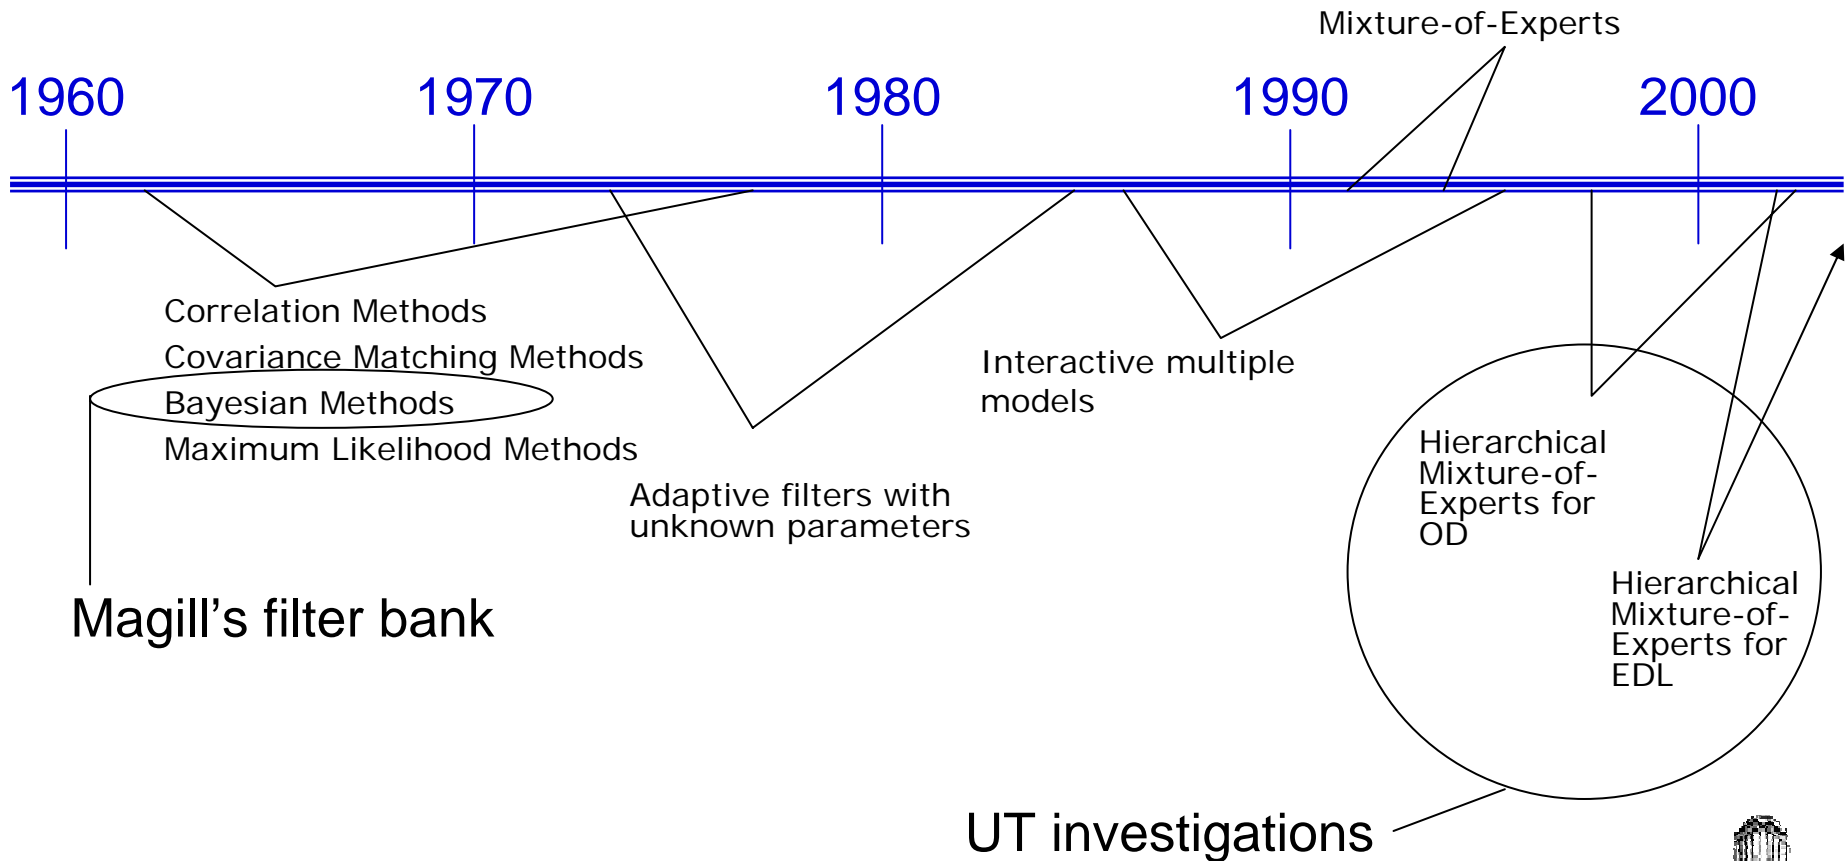 Mixture-of-Experts
1960
1970
1980
1990
2000
Correlation Methods
Covariance Matching Methods
Bayesian Methods
Maximum Likelihood Methods
Magill's filter bank
Adaptive filters with
unknown parameters
Interactive multiple
models
Hierarchical
Mixture-of-
Experts for
OD
Hierarchical
Mixture-of-
Experts for
EDL
UT investigations